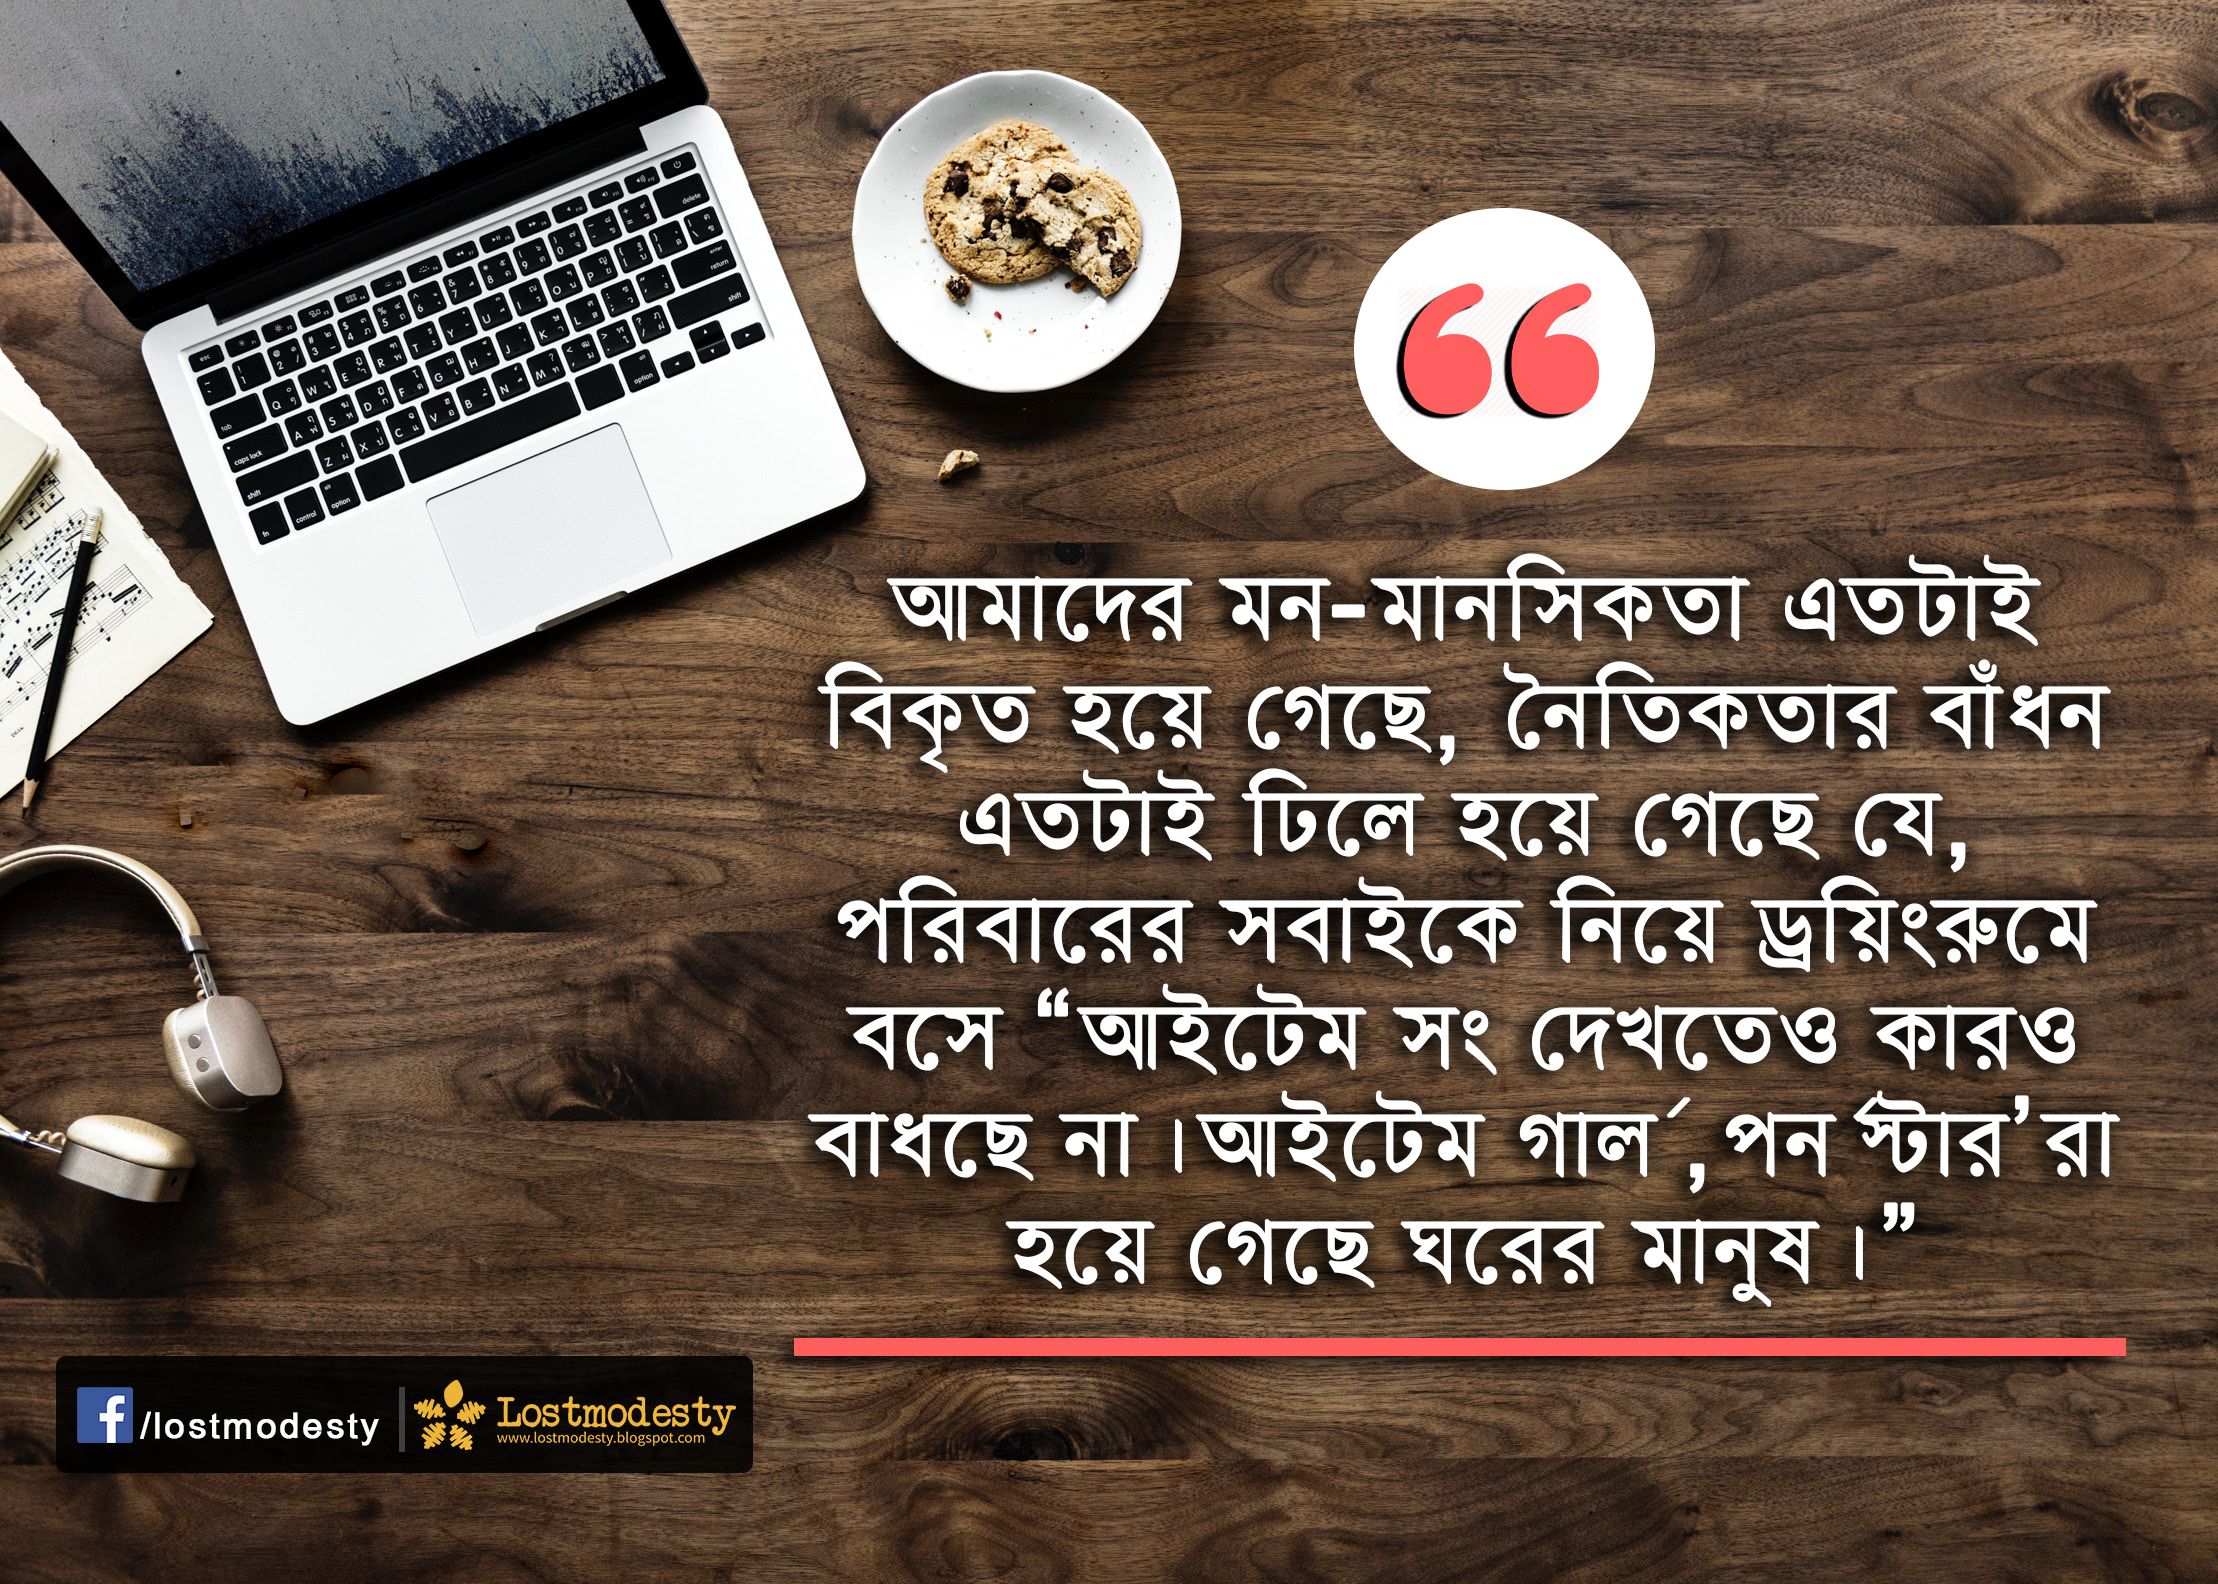 আমাদের মন-মানসিকতা এতটাই
বিকৃত হয়ে গেছে, নৈতিকতার বাঁধন
এতটাই ঢিলে হয়ে গেছে যে,
পরিবারের সবাইকে নিয়ে ড্রয়িংরুমে
বসে “আইটেম সং দেখতেও কারও
বাধছে না। আইটেম গার্ল, পর্ন স্টার’রা
হয়ে গেছে ঘরের মানুষ।”
/lostmodesty
Lostmodesty
www.lostmodesty.blogspot.com